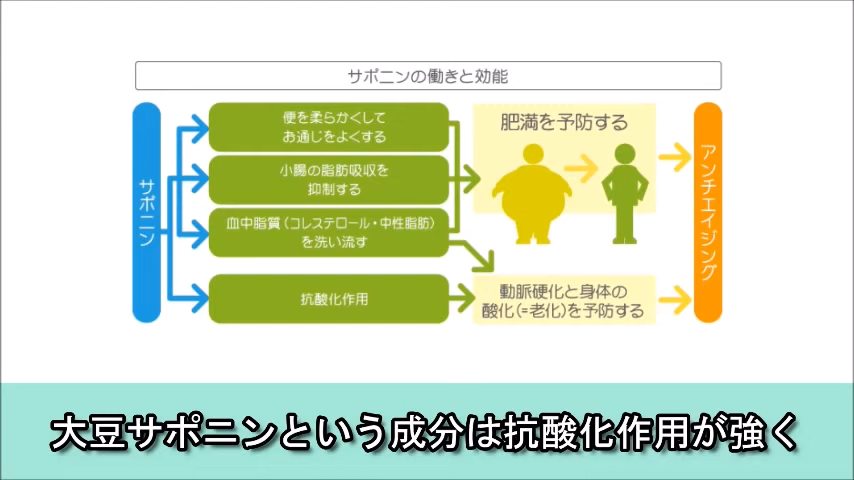 サポニンの働きと効能
サポニン
便を柔らかくして
お通じをよくする
小腸の脂肪吸収を
抑制する
血中脂質(コレステロール・中性脂肪)
を洗い流す
抗酸化作用
肥満を予防する
動脈硬化と身体の
酸化(=老化)を予防する
アンチエイジング
大豆サポニンという成分は抗酸化作用が強く